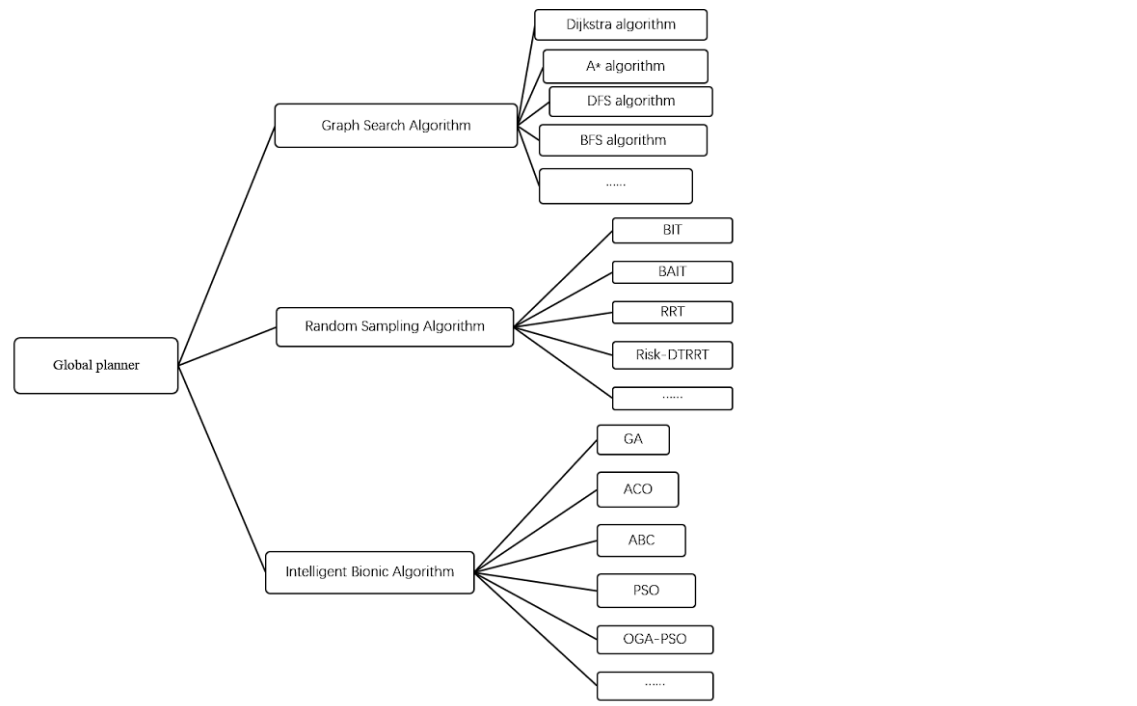 Global planner
Graph Search Algorithm
Dijkstra algorithm
A* algorithm
DFS algorithm
BFS algorithm
......
Random Sampling Algorithm
BIT
BAIT
RRT
Risk-DTRRT
......
Intelligent Bionic Algorithm
GA
ACO
ABC
PSO
OGA-PSO
......